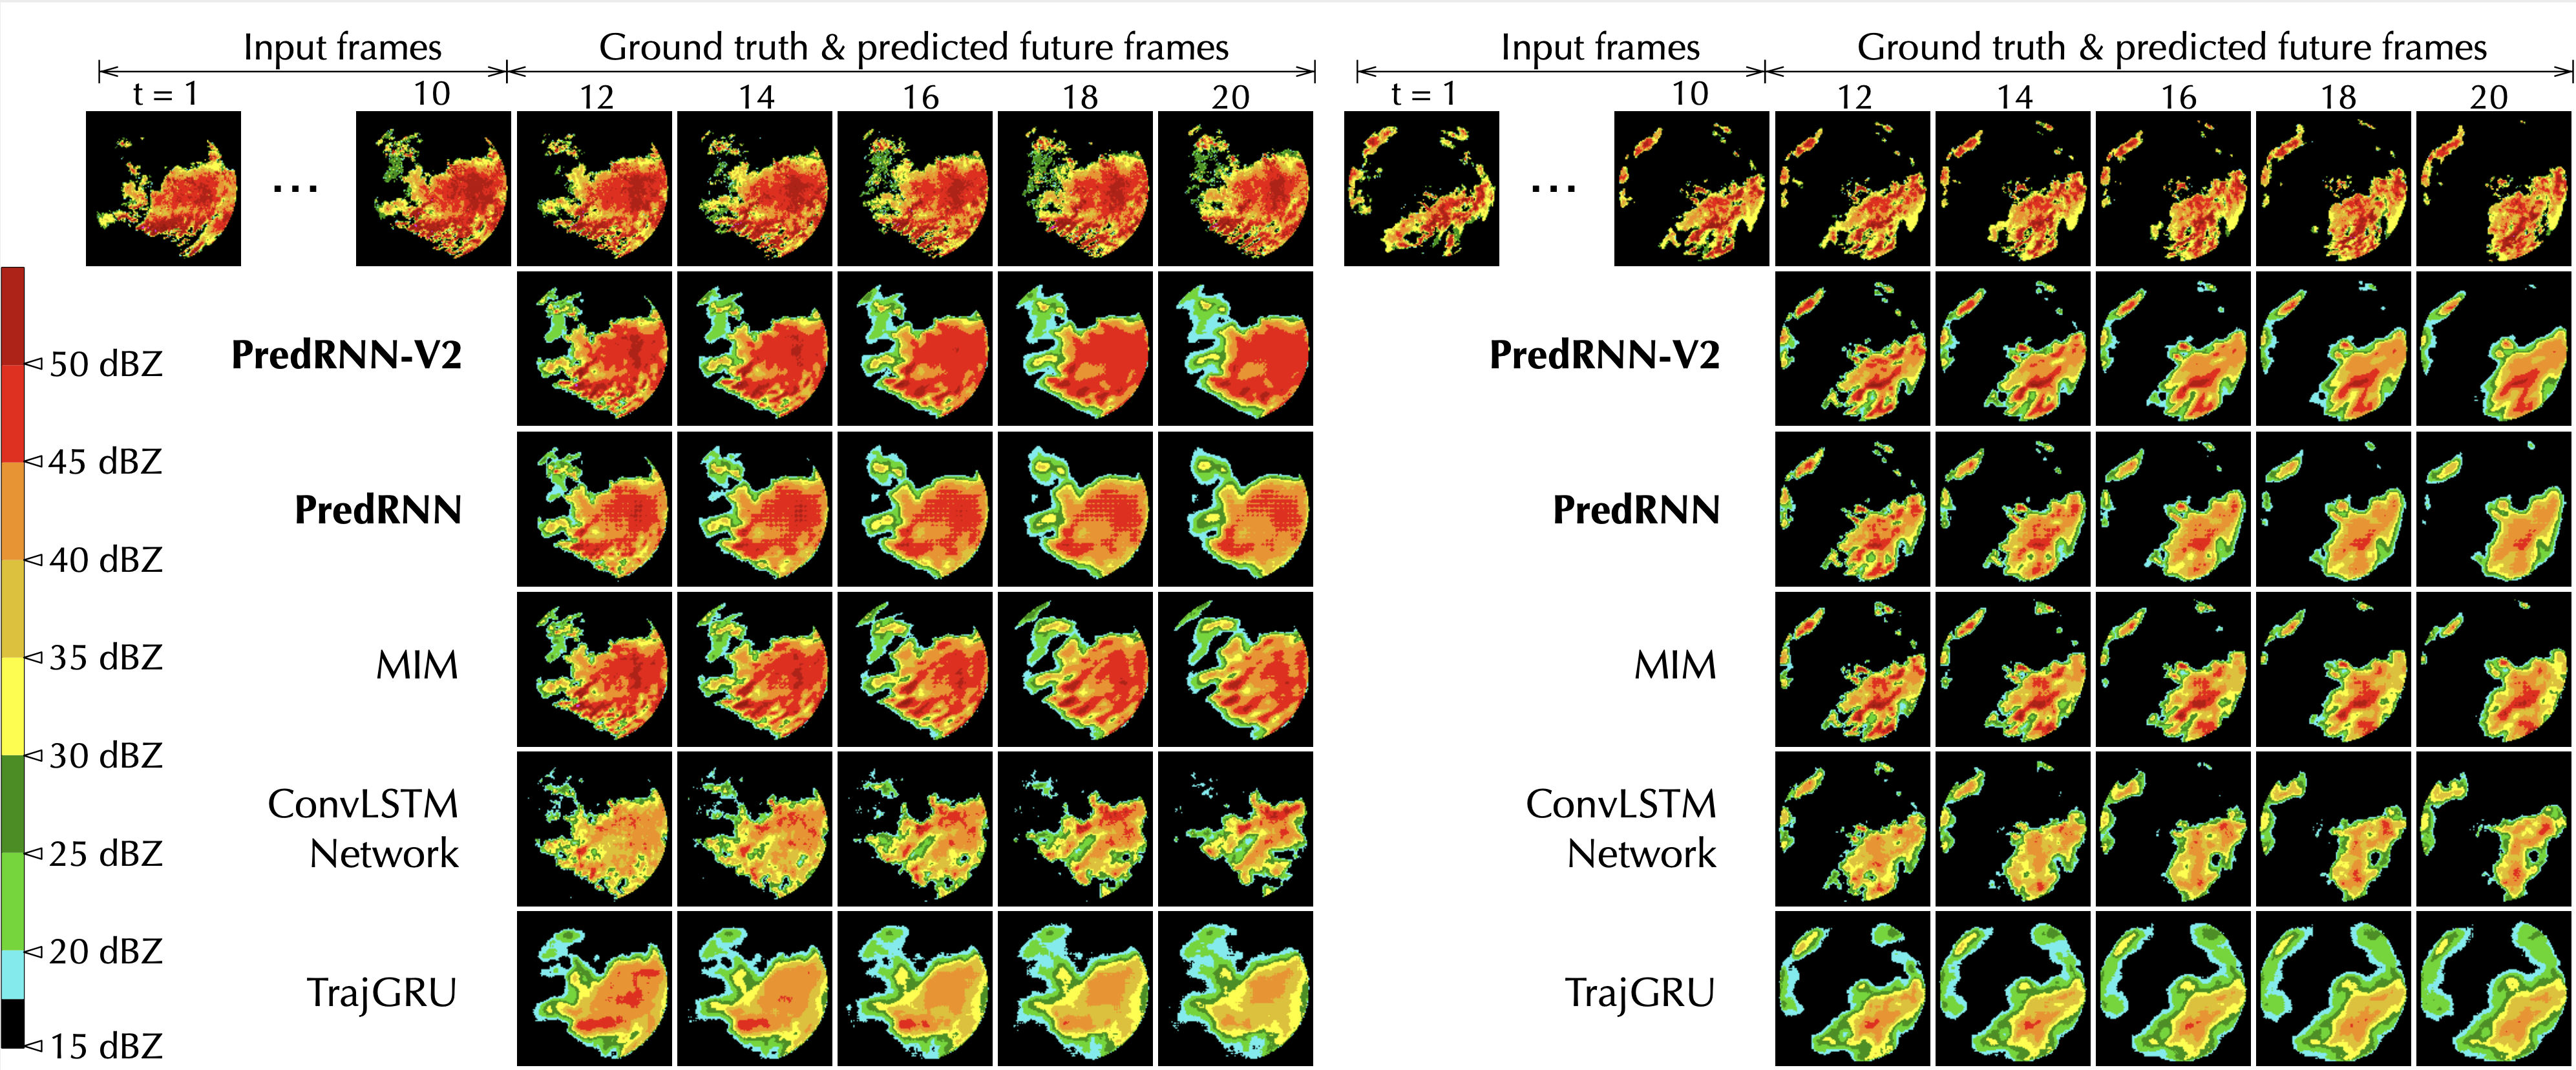 Input frames
Ground truth & predicted future frames
t = 1
10
12
14
16
18
20
Input frames
Ground truth & predicted future frames
t = 1
10
12
14
16
18
20
...
...
50 dBZ
45 dBZ
40 dBZ
35 dBZ
30 dBZ
25 dBZ
20 dBZ
15 dBZ
PredRNN-V2
PredRNN
MIM
ConvLSTM
Network
TrajGRU
PredRNN-V2
PredRNN
MIM
ConvLSTM
Network
TrajGRU